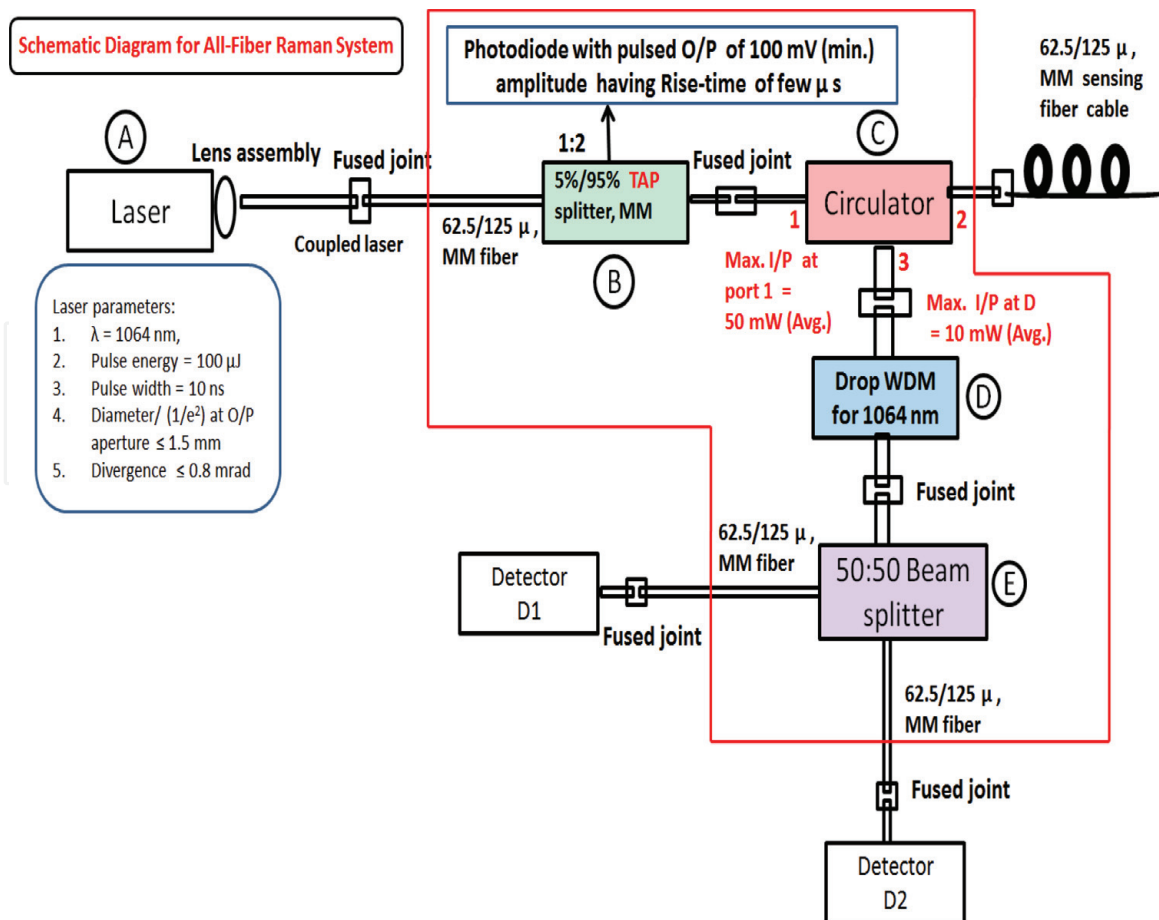 Schematic Diagram for All-Fiber Raman System
Photodiode with pulsed O/P of 100 mV (min.)
amplitude having Rise-time of few µ s
62.5/125 µ ,
MM sensing
fiber cable
A
Laser
Lens assembly
Fused joint
Coupled laser
62.5/125 µ ,
MM fiber
1:2
5%/95% TAP
splitter, MM
B
Fused joint
C
Circulator
1
2
3
Max. I/P at
port 1 =
50 mW (Avg.)
Max. I/P at D
= 10 mW (Avg.)
Laser parameters:
1. λ = 1064 nm,
2. Pulse energy = 100 µJ
3. Pulse width = 10 ns
4. Diameter/ (1/e²) at O/P
aperture ≤ 1.5 mm
5. Divergence ≤ 0.8 mrad
Drop WDM
for 1064 nm
D
Fused joint
62.5/125 µ ,
MM fiber
50:50 Beam
splitter
E
Detector
D1
Fused joint
62.5/125 µ ,
MM fiber
Fused joint
Detector
D2